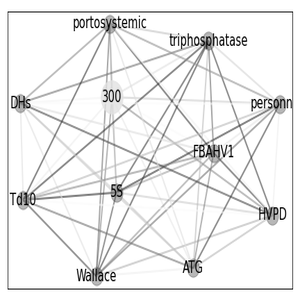 portosystemic
triphosphatase
300
DHs
personn
FBAHV1
5S
Td10
HVPD
ATG
Wallace